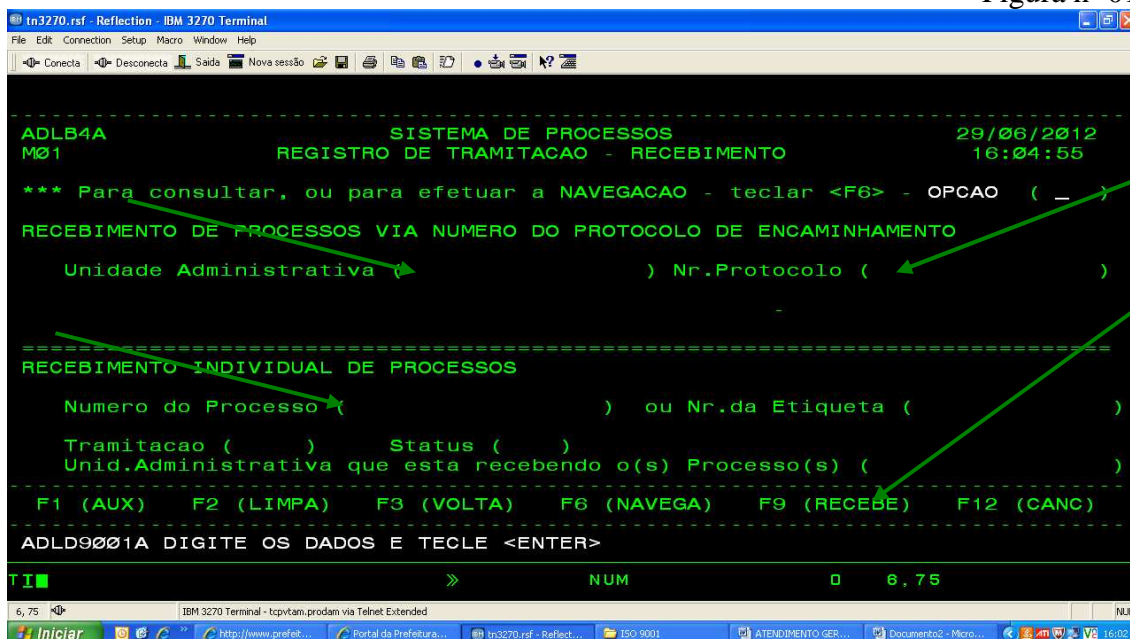 Figura nº 01
tn3270.rsf - Reflection - IBM 3270 Terminal
File Edit Connection Setup Macro Window Help
Conecta Desconecta Saida Nova sessão
ADLB4A SISTEMA DE PROCESSOS 29/06/2012
M01 REGISTRO DE TRAMITACAO - RECEBIMENTO 16:04:55
*** Para consultar, ou para efetuar a NAVEGACAO - teclar <F6> - OPCAO ( _ )
RECEBIMENTO DE PROCESSOS VIA NUMERO DO PROTOCOLO DE ENCAMINHAMENTO
Unidade Administrativa ( ) Nr.Protocolo ( )
-
RECEBIMENTO INDIVIDUAL DE PROCESSOS
Numero do Processo ( ) ou Nr.da Etiqueta ( )
Tramitacao ( ) Status ( )
Unid.Administrativa que esta recebendo o(s) Processo(s) ( )
F1 (AUX) F2 (LIMPA) F3 (VOLTA) F6 (NAVEGA) F9 (RECEBE) F12 (CANC)
ADLD9001A DIGITE OS DADOS E TECLE <ENTER>
TI » NUM 6,75
6, 75 IBM 3270 Terminal - tcpvtam.prodam via Telnet Extended
Iniciar http://www.prefeit... Portal da Prefeitura... tn3270.rsf - Reflect... ISO 9001 ATENDIMENTO GER... Documento2 - Micro... 16:02